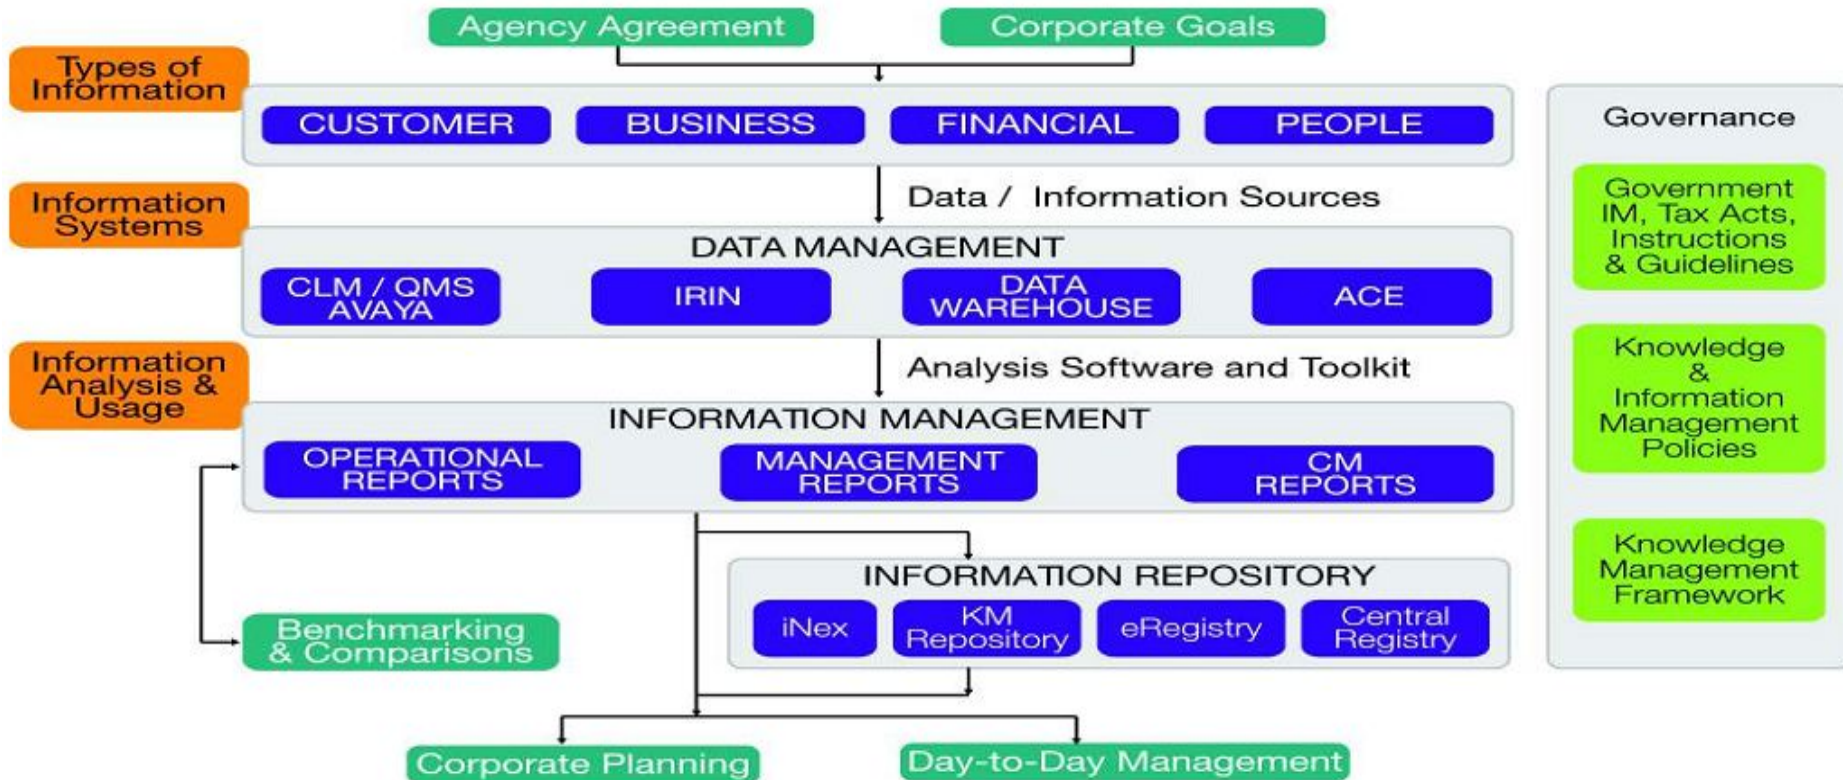 Agency Agreement
Corporate Goals
Types of
Information
CUSTOMER
BUSINESS
FINANCIAL
PEOPLE
Governance
Data / Information Sources
Information
Systems
DATA MANAGEMENT
CLM / QMS
AVAYA
IRIN
DATA
WAREHOUSE
ACE
Government
IM, Tax Acts,
Instructions
& Guidelines
Analysis Software and Toolkit
Information
Analysis &
Usage
INFORMATION MANAGEMENT
OPERATIONAL
REPORTS
MANAGEMENT
REPORTS
CM
REPORTS
Knowledge
&
Information
Management
Policies
INFORMATION REPOSITORY
iNex
KM
Repository
eRegistry
Central
Registry
Knowledge
Management
Framework
Benchmarking
& Comparisons
Corporate Planning
Day-to-Day Management